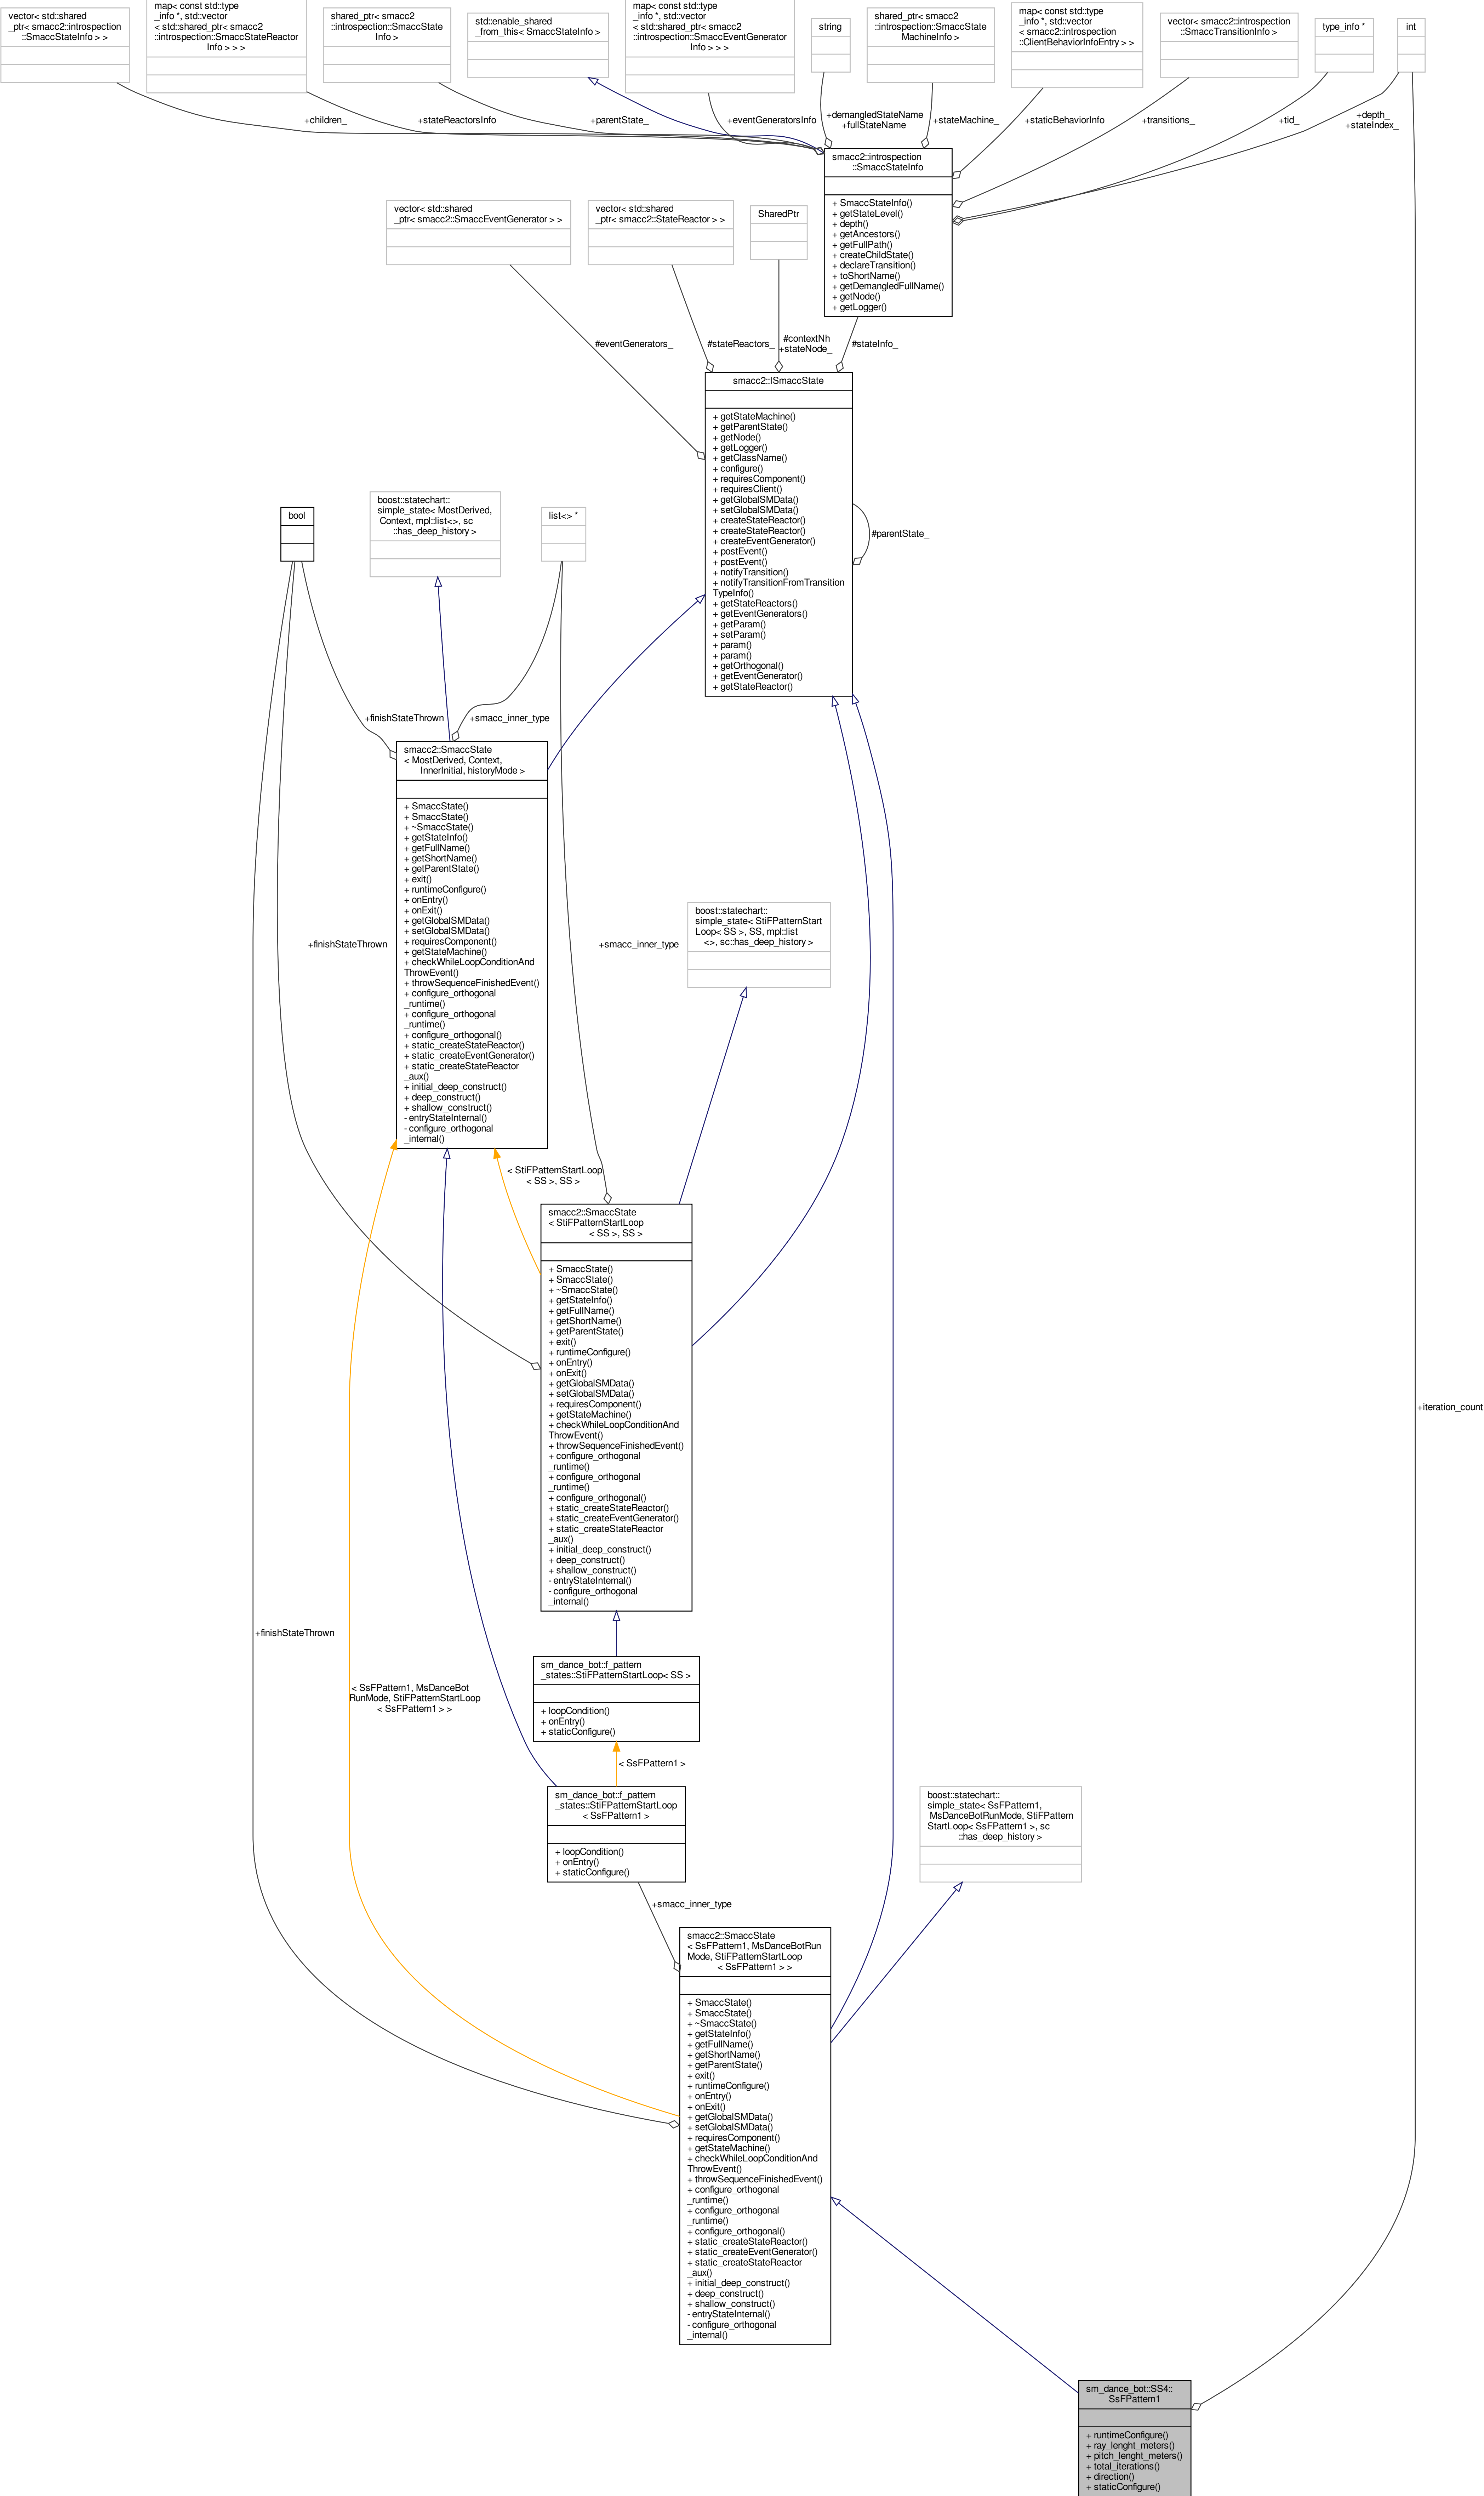 vector< std::shared
_ptr< smacc2::introspection
::SmaccStateInfo > >
map< const std::type
_info *, std::vector
< std::shared_ptr< smacc2
::introspection::SmaccStateReactor
Info > > >
shared_ptr< smacc2
::introspection::SmaccState
Info >
std::enable_shared
_from_this< SmaccStateInfo >
map< const std::type
_info *, std::vector
< std::shared_ptr< smacc2
::introspection::SmaccEventGenerator
Info > > >
string
shared_ptr< smacc2
::introspection::SmaccState
MachineInfo >
map< const std::type
_info *, std::vector
< smacc2::introspection
::ClientBehaviorInfoEntry > >
vector< smacc2::introspection
::SmaccTransitionInfo >
type_info *
int
+children_
+stateReactorsInfo
+parentState_
+eventGeneratorsInfo
+demangledStateName
+fullStateName
+stateMachine_
+staticBehaviorInfo
+transitions_
+tid_
+depth_
+stateIndex_
smacc2::introspection
::SmaccStateInfo
+ SmaccStateInfo()
+ getStateLevel()
+ depth()
+ getAncestors()
+ getFullPath()
+ createChildState()
+ declareTransition()
+ toShortName()
+ getDemangledFullName()
+ getNode()
+ getLogger()
vector< std::shared
_ptr< smacc2::SmaccEventGenerator > >
vector< std::shared
_ptr< smacc2::StateReactor > >
SharedPtr
#eventGenerators_
#stateReactors_
#contextNh
+stateNode_
#stateInfo_
smacc2::ISmaccState
+ getStateMachine()
+ getParentState()
+ getNode()
+ getLogger()
+ getClassName()
+ configure()
+ requiresComponent()
+ requiresClient()
+ getGlobalSMData()
+ setGlobalSMData()
+ createStateReactor()
+ createStateReactor()
+ createEventGenerator()
+ postEvent()
+ postEvent()
+ notifyTransition()
+ notifyTransitionFromTransition
TypeInfo()
+ getStateReactors()
+ getEventGenerators()
+ getParam()
+ setParam()
+ param()
+ param()
+ getOrthogonal()
+ getEventGenerator()
+ getStateReactor()
#parentState_
bool
boost::statechart::
simple_state< MostDerived,
Context, mpl::list<>, sc
::has_deep_history >
list<> *
+finishStateThrown
+smacc_inner_type
smacc2::SmaccState
< MostDerived, Context,
InnerInitial, historyMode >
+ SmaccState()
+ SmaccState()
+ ~SmaccState()
+ getStateInfo()
+ getFullName()
+ getShortName()
+ getParentState()
+ exit()
+ runtimeConfigure()
+ onEntry()
+ onExit()
+ getGlobalSMData()
+ setGlobalSMData()
+ requiresComponent()
+ getStateMachine()
+ checkWhileLoopConditionAnd
ThrowEvent()
+ throwSequenceFinishedEvent()
+ configure_orthogonal
_runtime()
+ configure_orthogonal
_runtime()
+ configure_orthogonal()
+ static_createStateReactor()
+ static_createEventGenerator()
+ static_createStateReactor
_aux()
+ initial_deep_construct()
+ deep_construct()
+ shallow_construct()
- entryStateInternal()
- configure_orthogonal
_internal()
boost::statechart::
simple_state< StiFPatternStart
Loop< SS >, SS, mpl::list
<>, sc::has_deep_history >
+finishStateThrown
+smacc_inner_type
< StiFPatternStartLoop
< SS >, SS >
smacc2::SmaccState
< StiFPatternStartLoop
< SS >, SS >
+ SmaccState()
+ SmaccState()
+ ~SmaccState()
+ getStateInfo()
+ getFullName()
+ getShortName()
+ getParentState()
+ exit()
+ runtimeConfigure()
+ onEntry()
+ onExit()
+ getGlobalSMData()
+ setGlobalSMData()
+ requiresComponent()
+ getStateMachine()
+ checkWhileLoopConditionAnd
ThrowEvent()
+ throwSequenceFinishedEvent()
+ configure_orthogonal
_runtime()
+ configure_orthogonal
_runtime()
+ configure_orthogonal()
+ static_createStateReactor()
+ static_createEventGenerator()
+ static_createStateReactor
_aux()
+ initial_deep_construct()
+ deep_construct()
+ shallow_construct()
- entryStateInternal()
- configure_orthogonal
_internal()
+iteration_count
+finishStateThrown
sm_dance_bot::f_pattern
_states::StiFPatternStartLoop< SS >
+ loopCondition()
+ onEntry()
+ staticConfigure()
< SsFPattern1, MsDanceBot
RunMode, StiFPatternStartLoop
< SsFPattern1 > >
< SsFPattern1 >
sm_dance_bot::f_pattern
_states::StiFPatternStartLoop
< SsFPattern1 >
+ loopCondition()
+ onEntry()
+ staticConfigure()
boost::statechart::
simple_state< SsFPattern1,
MsDanceBotRunMode, StiFPattern
StartLoop< SsFPattern1 >, sc
::has_deep_history >
+smacc_inner_type
smacc2::SmaccState
< SsFPattern1, MsDanceBotRun
Mode, StiFPatternStartLoop
< SsFPattern1 > >
+ SmaccState()
+ SmaccState()
+ ~SmaccState()
+ getStateInfo()
+ getFullName()
+ getShortName()
+ getParentState()
+ exit()
+ runtimeConfigure()
+ onEntry()
+ onExit()
+ getGlobalSMData()
+ setGlobalSMData()
+ requiresComponent()
+ getStateMachine()
+ checkWhileLoopConditionAnd
ThrowEvent()
+ throwSequenceFinishedEvent()
+ configure_orthogonal
_runtime()
+ configure_orthogonal
_runtime()
+ configure_orthogonal()
+ static_createStateReactor()
+ static_createEventGenerator()
+ static_createStateReactor
_aux()
+ initial_deep_construct()
+ deep_construct()
+ shallow_construct()
- entryStateInternal()
- configure_orthogonal
_internal()
sm_dance_bot::SS4::
SsFPattern1
+ runtimeConfigure()
+ ray_lenght_meters()
+ pitch_lenght_meters()
+ total_iterations()
+ direction()
+ staticConfigure()